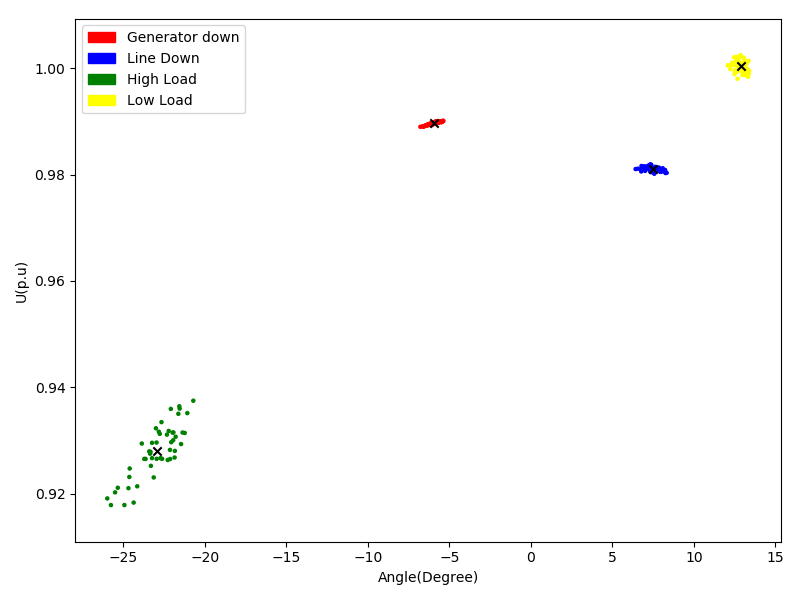 Generator down
Line Down
High Load
Low Load
1.00
0.98
0.96
0.94
0.92
U(p.u)
−25 −20 −15 −10 −5 0 5 10 15
Angle(Degree)